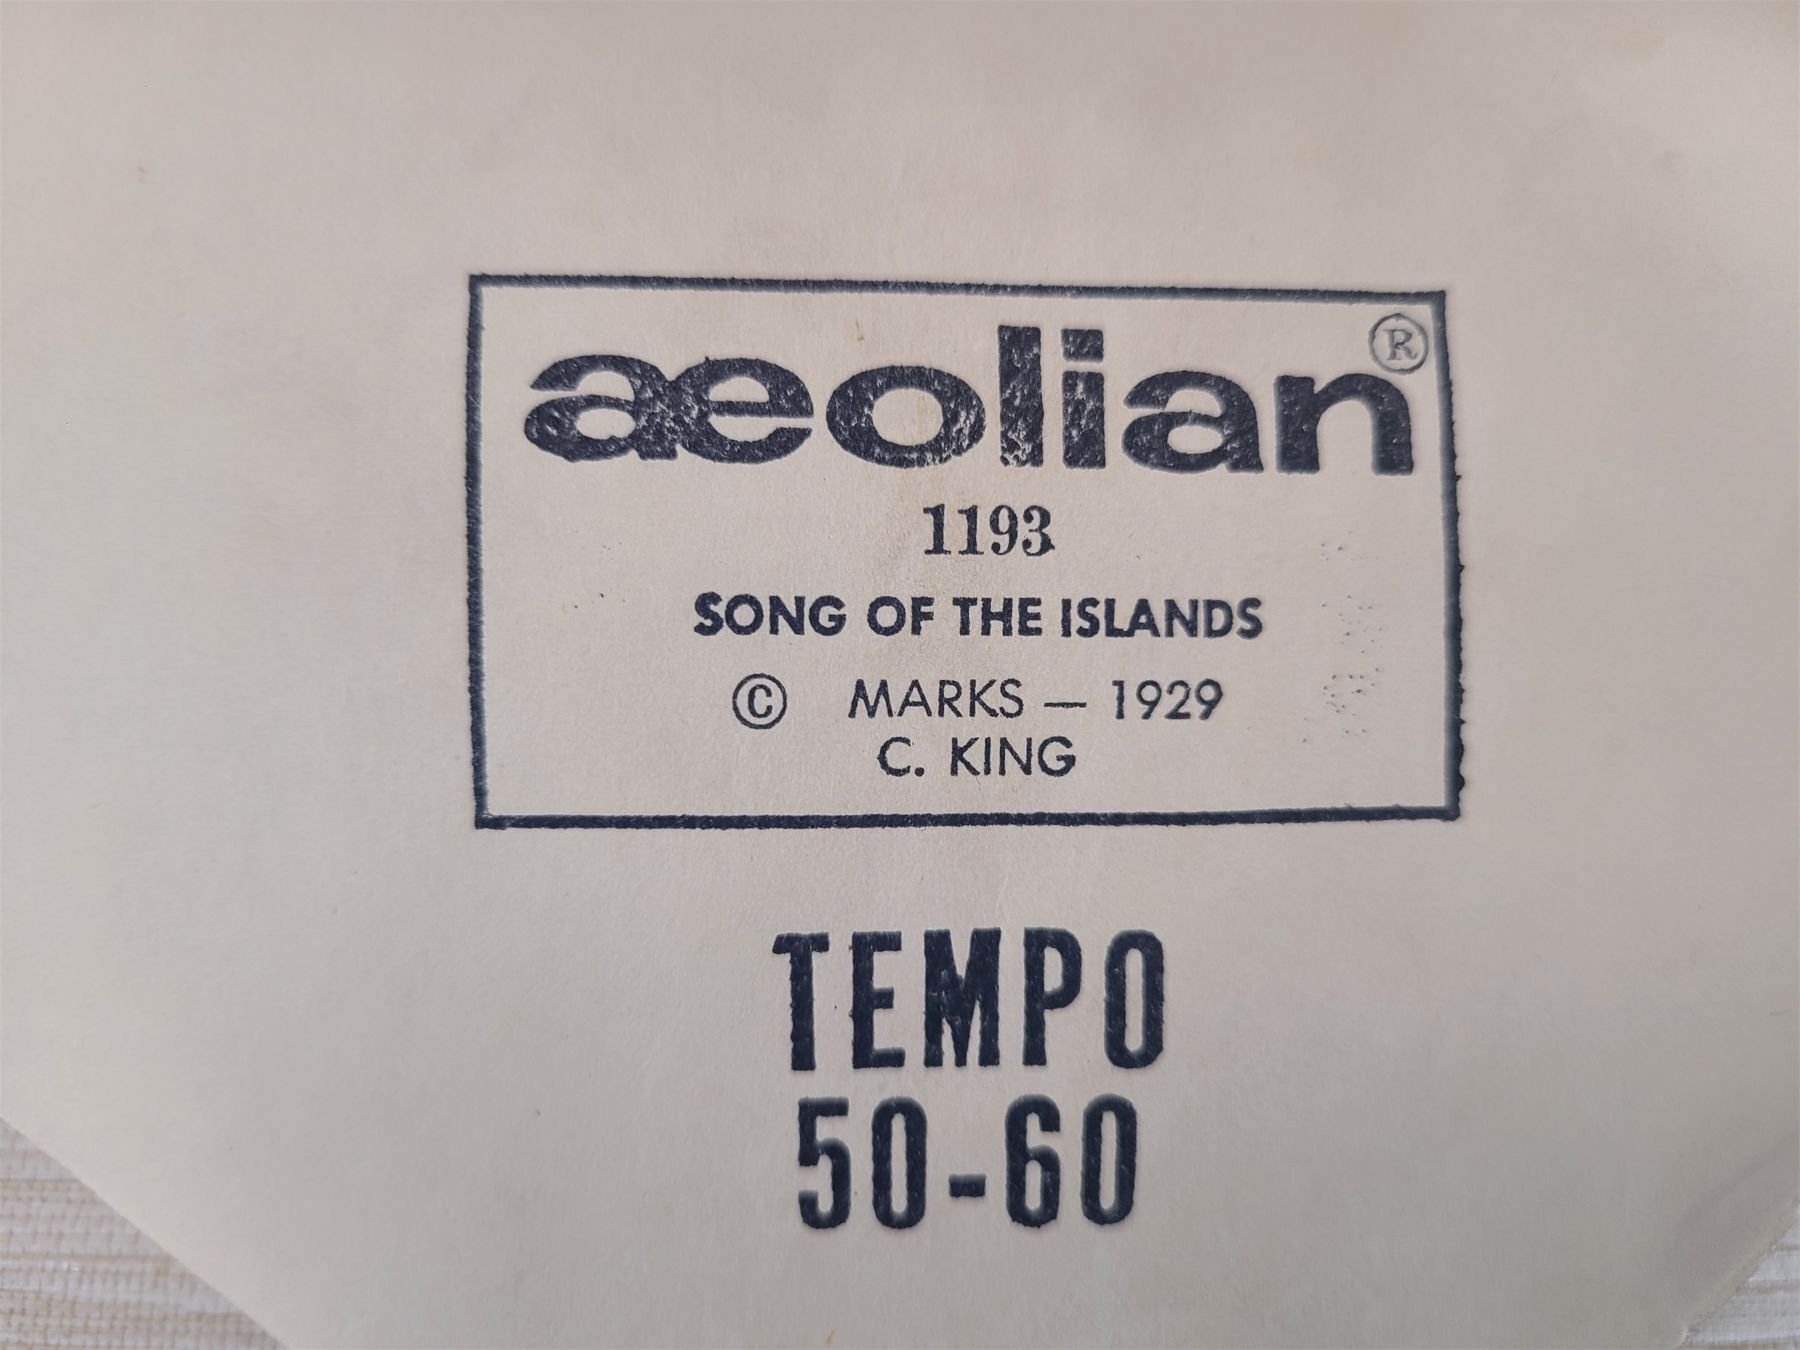 aeolian®
1193
SONG OF THE ISLANDS
© MARKS — 1929
C. KING
TEMPO
50-60